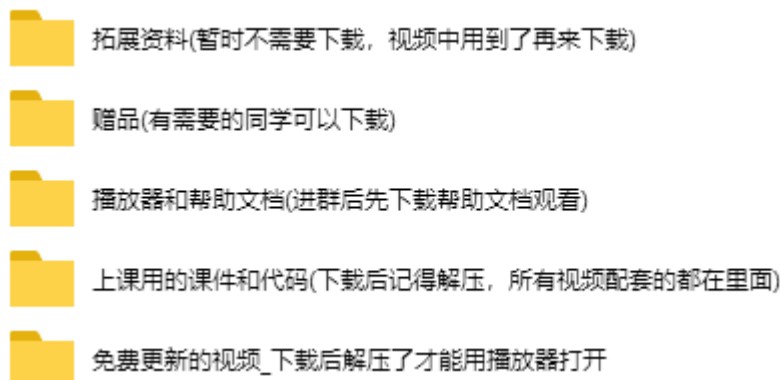 拓展资料(暂时不需要下载，视频中用到了再来下载)
赠品(有需要的同学可以下载)
播放器和帮助文档(进群后先下载帮助文档观看)
上课用的课件和代码(下载后记得解压，所有视频配套的都在里面)
免费更新的视频_下载后解压了才能用播放器打开